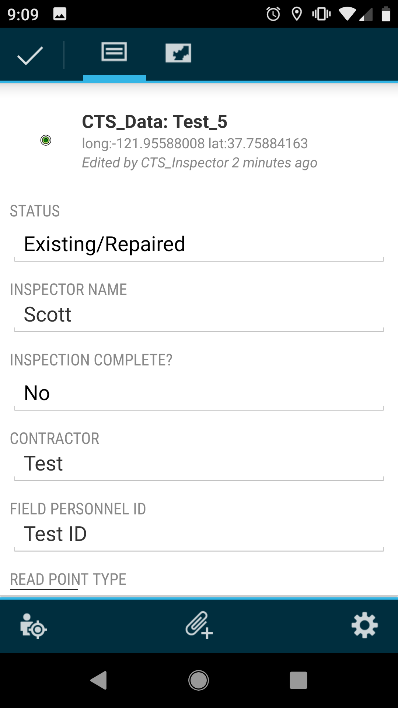 9:09
CTS_Data: Test_5
long:-121.95588008 lat:37.75884163
Edited by CTS_Inspector 2 minutes ago
STATUS
Existing/Repaired
INSPECTOR NAME
Scott
INSPECTION COMPLETE?
No
CONTRACTOR
Test
FIELD PERSONNEL ID
Test ID
READ POINT TYPE